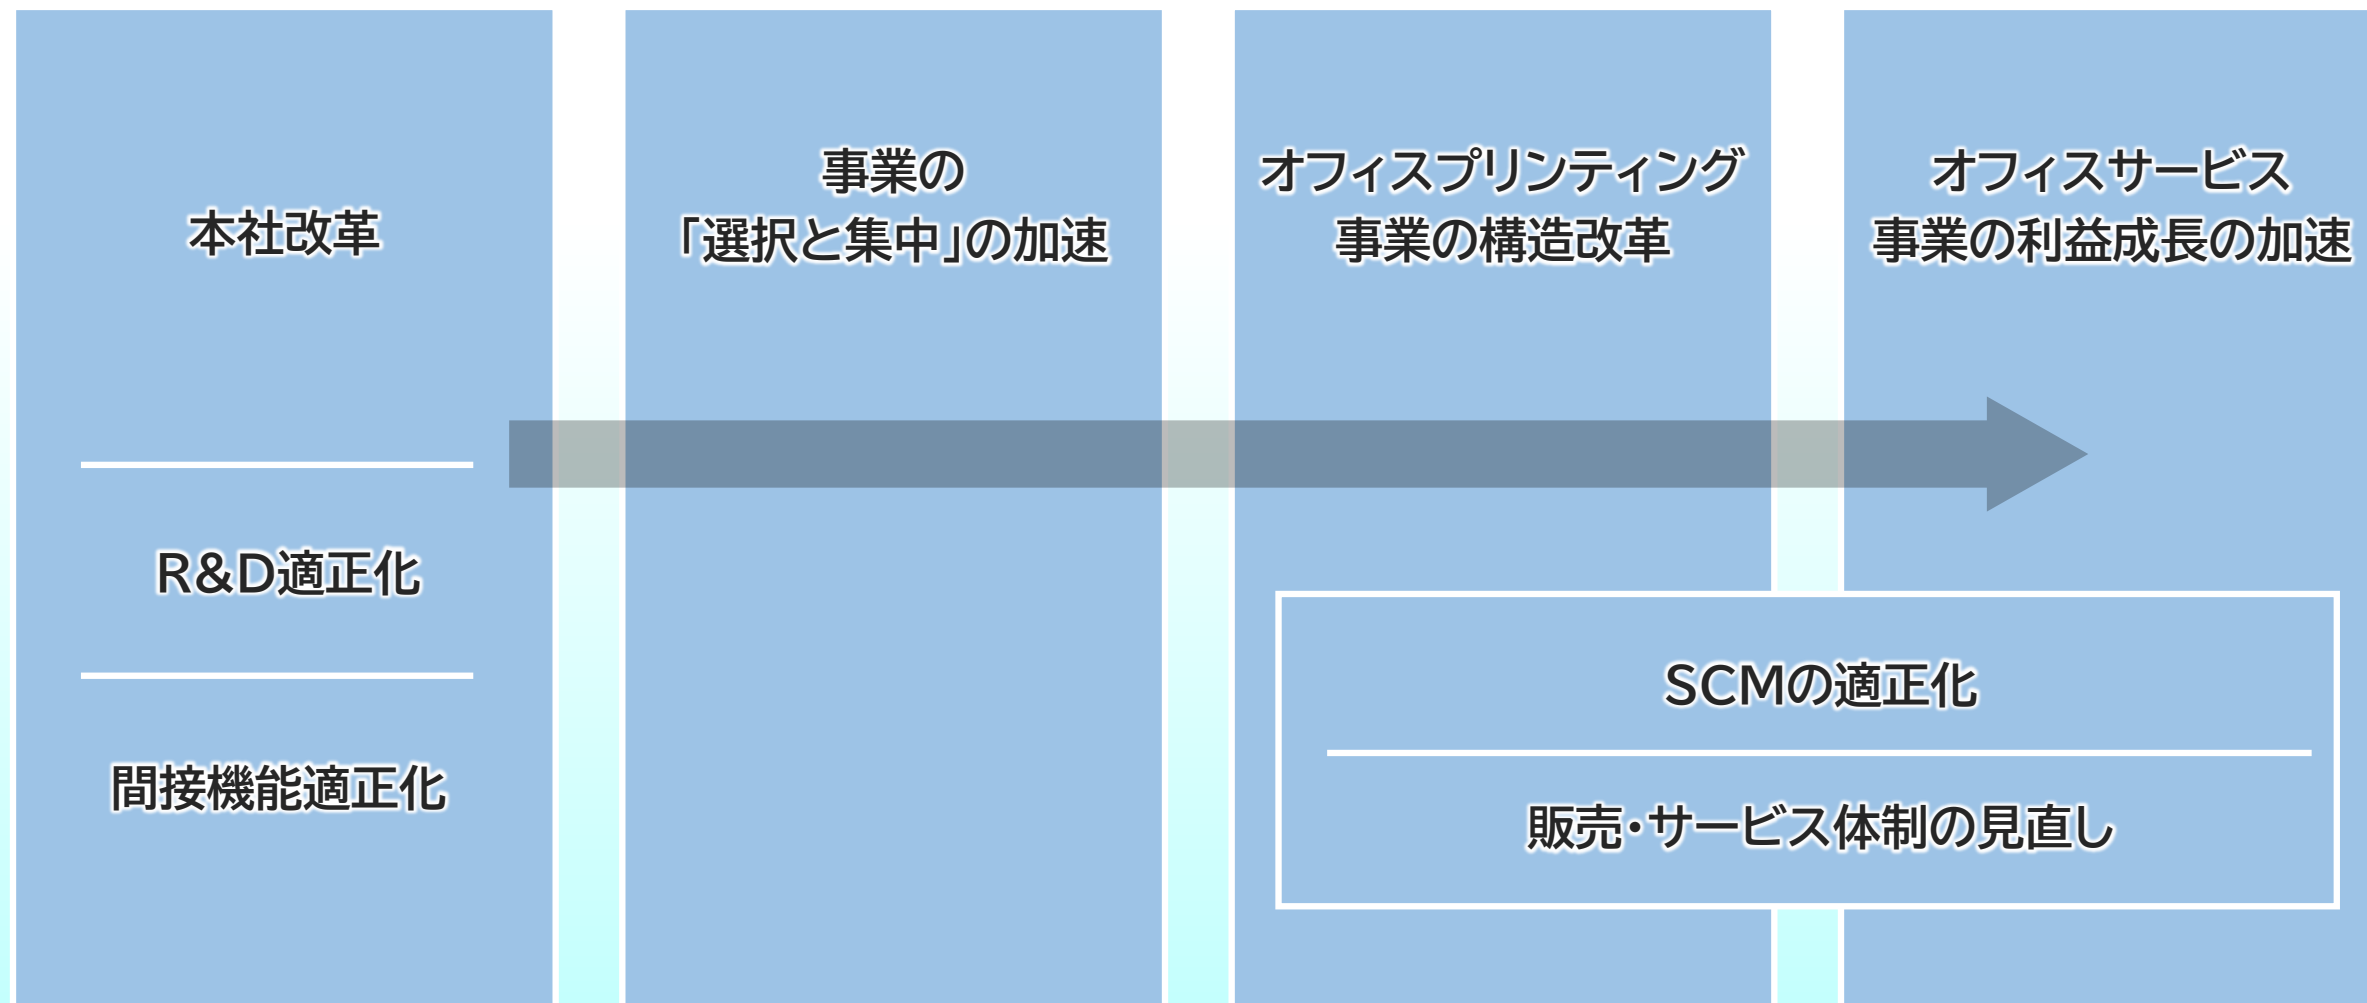 本社改革
R&D適正化
間接機能適正化
事業の
「選択と集中」の加速
オフィスプリンティング
事業の構造改革
オフィスサービス
事業の利益成長の加速
SCMの適正化
販売・サービス体制の見直し